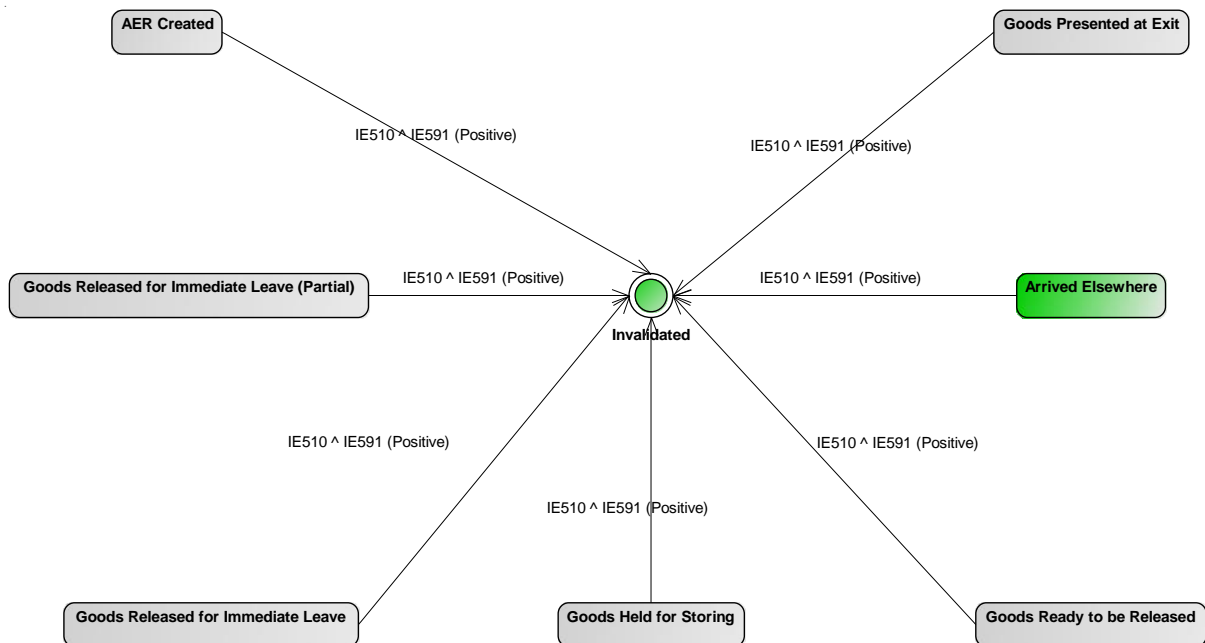 AER Created
Goods Presented at Exit
IE510 ^ IE591 (Positive)
IE510 ^ IE591 (Positive)
Goods Released for Immediate Leave (Partial)
IE510 ^ IE591 (Positive)
IE510 ^ IE591 (Positive)
Arrived Elsewhere
Invalidated
IE510 ^ IE591 (Positive)
IE510 ^ IE591 (Positive)
IE510 ^ IE591 (Positive)
Goods Released for Immediate Leave
Goods Held for Storing
Goods Ready to be Released